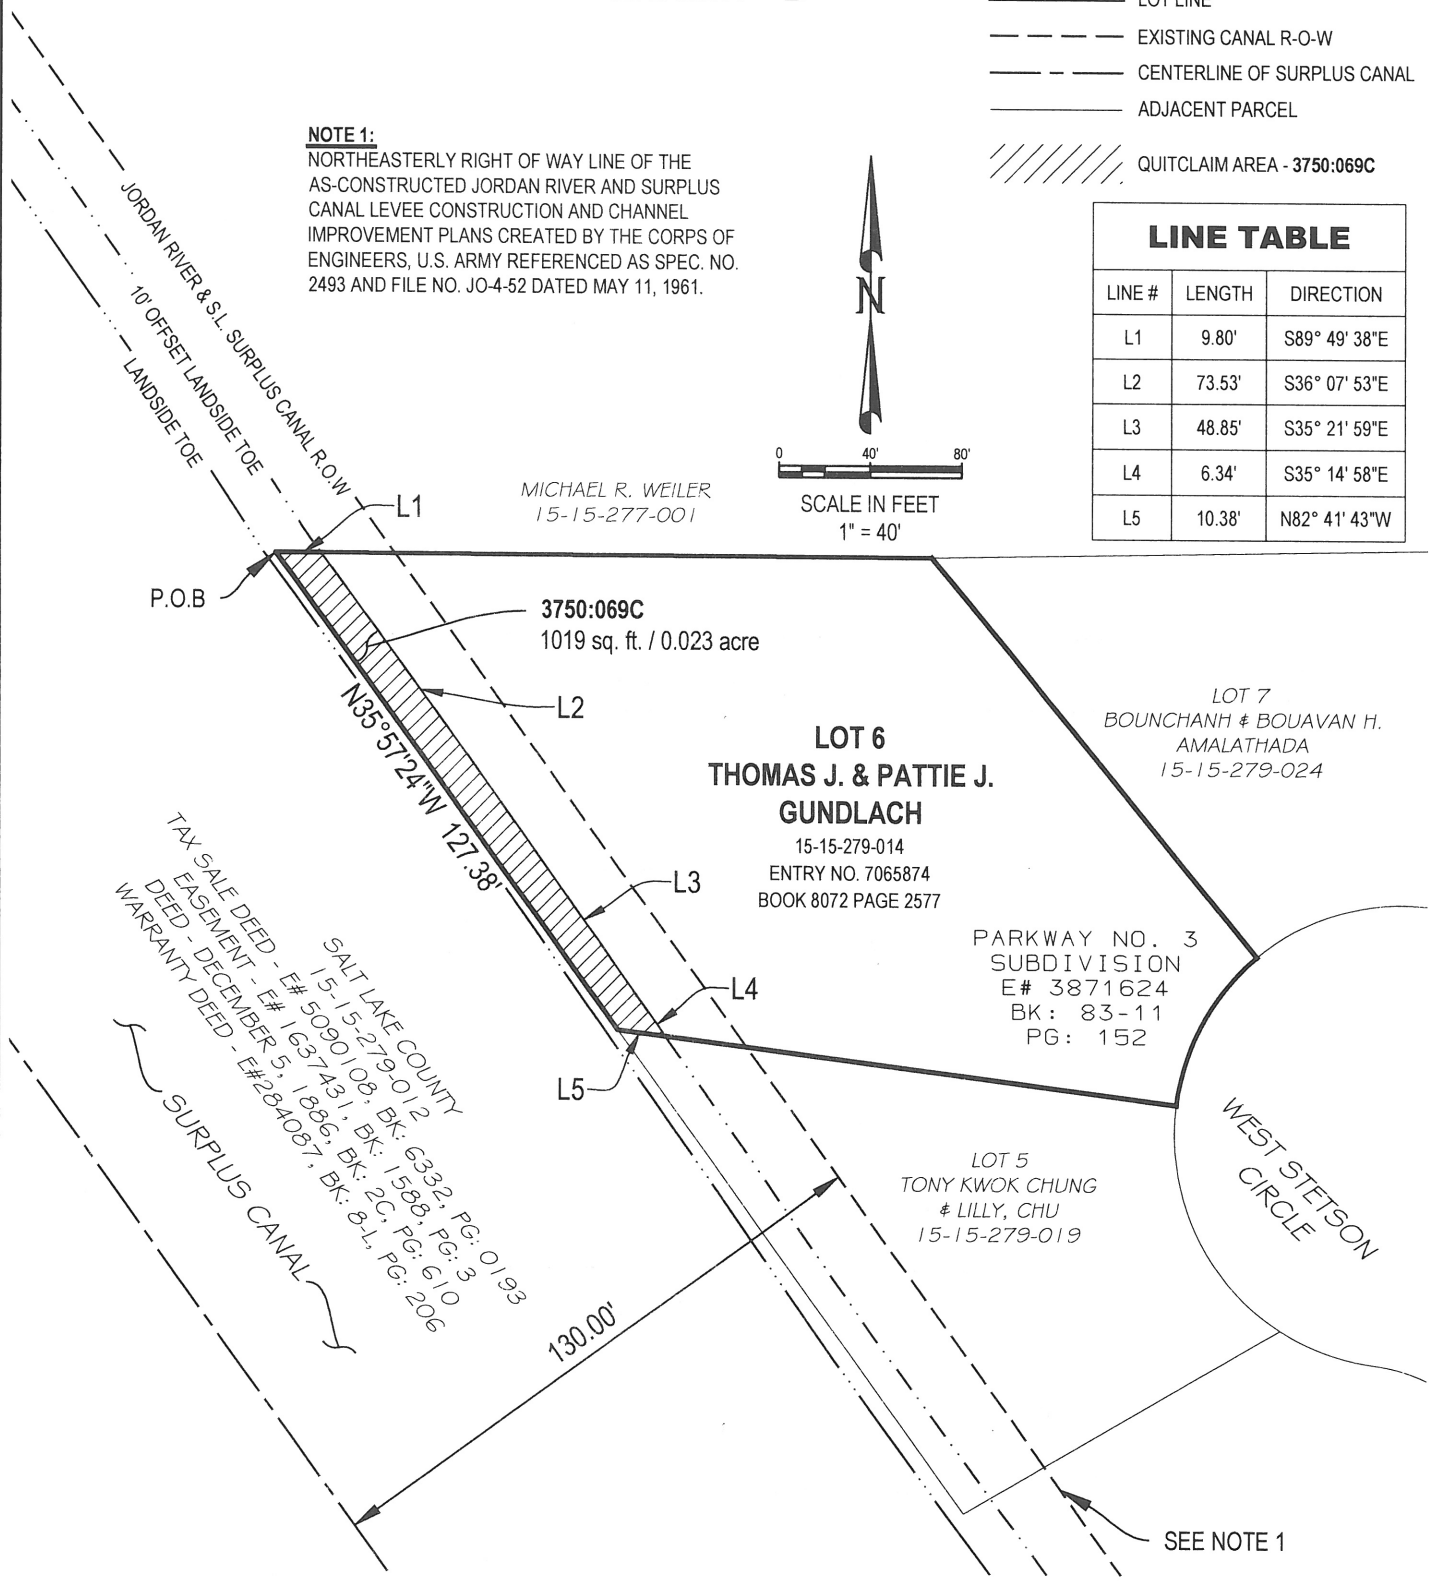 LOT LINE
EXISTING CANAL R-O-W
CENTERLINE OF SURPLUS CANAL
ADJACENT PARCEL
QUITCLAIM AREA - 3750:069C
NOTE 1:
NORTHEASTERLY RIGHT OF WAY LINE OF THE
AS-CONSTRUCTED JORDAN RIVER AND SURPLUS
CANAL LEVEE CONSTRUCTION AND CHANNEL
IMPROVEMENT PLANS CREATED BY THE CORPS OF
ENGINEERS, U.S. ARMY REFERENCED AS SPEC. NO.
2493 AND FILE NO. JO-4-52 DATED MAY 11, 1961.
LINE TABLE
LINE # LENGTH DIRECTION
L1 9.80' S89° 49' 38"E
L2 73.53' S36° 07' 53"E
L3 48.85' S35° 21' 59"E
L4 6.34' S35° 14' 58"E
L5 10.38' N82° 41' 43"W
N
0 40' 80'
SCALE IN FEET
1" = 40'
JORDAN RIVER & S.L. SURPLUS CANAL R.O.W
10' OFFSET LANDSIDE TOE
LANDSIDE TOE
MICHAEL R. WEILER
15-15-277-001
L1
P.O.B
3750:069C
1019 sq. ft. / 0.023 acre
L2
N35°57'24"W 127.38'
LOT 6
THOMAS J. & PATTIE J.
GUNDLACH
15-15-279-014
ENTRY NO. 7065874
BOOK 8072 PAGE 2577
LOT 7
BOUNCHANH & BOUAVAN H.
AMALATHADA
15-15-279-024
L3
PARKWAY NO. 3
SUBDIVISION
E# 3871624
BK: 83-11
PG: 152
L4
L5
SALT LAKE COUNTY
15-15-279-012
TAX SALE DEED - E# 5090108, BK: 6332, PG: 0193
EASEMENT - E# 1637431, BK: 1588, PG: 3
DEED - DECEMBER 5, 1886, BK: 2C, PG: 610
WARRANTY DEED - E#284087, BK: 8-L, PG: 206
SURPLUS CANAL
130.00'
LOT 5
TONY KWOK CHUNG
& LILLY, CHU
15-15-279-019
WEST STETSON
CIRCLE
SEE NOTE 1